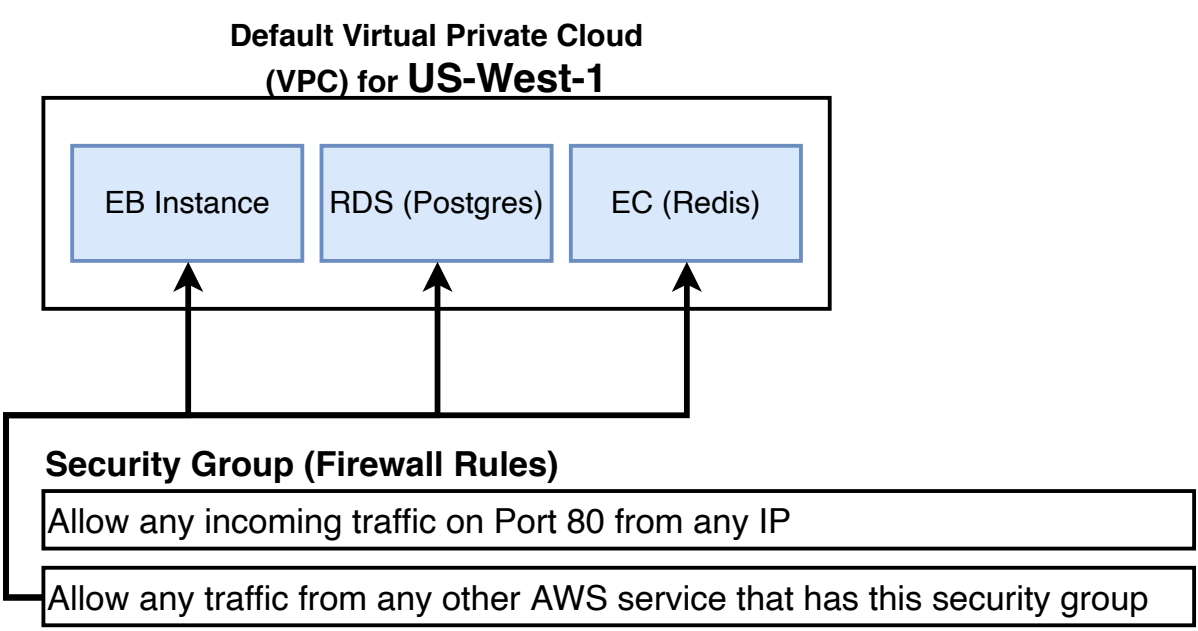 Default Virtual Private Cloud
(VPC) for US-West-1
EB Instance
RDS (Postgres)
EC (Redis)
Security Group (Firewall Rules)
Allow any incoming traffic on Port 80 from any IP
Allow any traffic from any other AWS service that has this security group